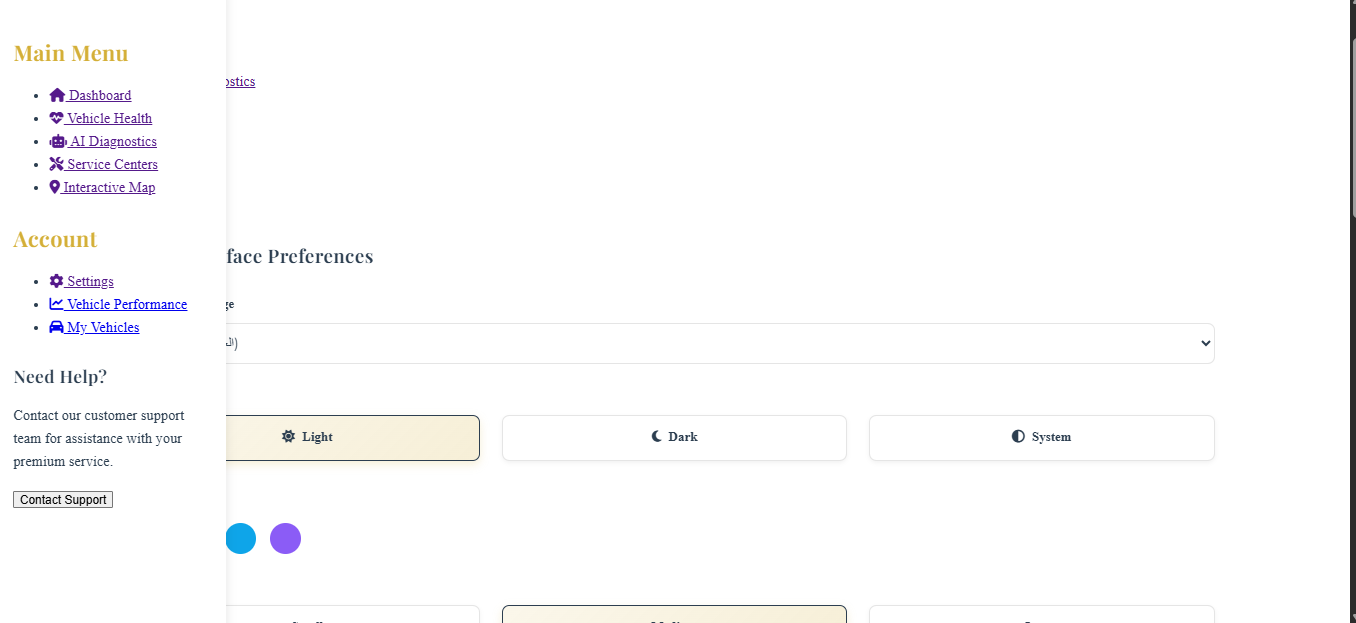 Main Menu
Dashboard
Vehicle Health
AI Diagnostics
Service Centers
Interactive Map
Account
Settings
Vehicle Performance
My Vehicles
Need Help?
Contact our customer support
team for assistance with your
premium service.
Contact Support
ostics
face Preferences
ge
Light
Dark
System